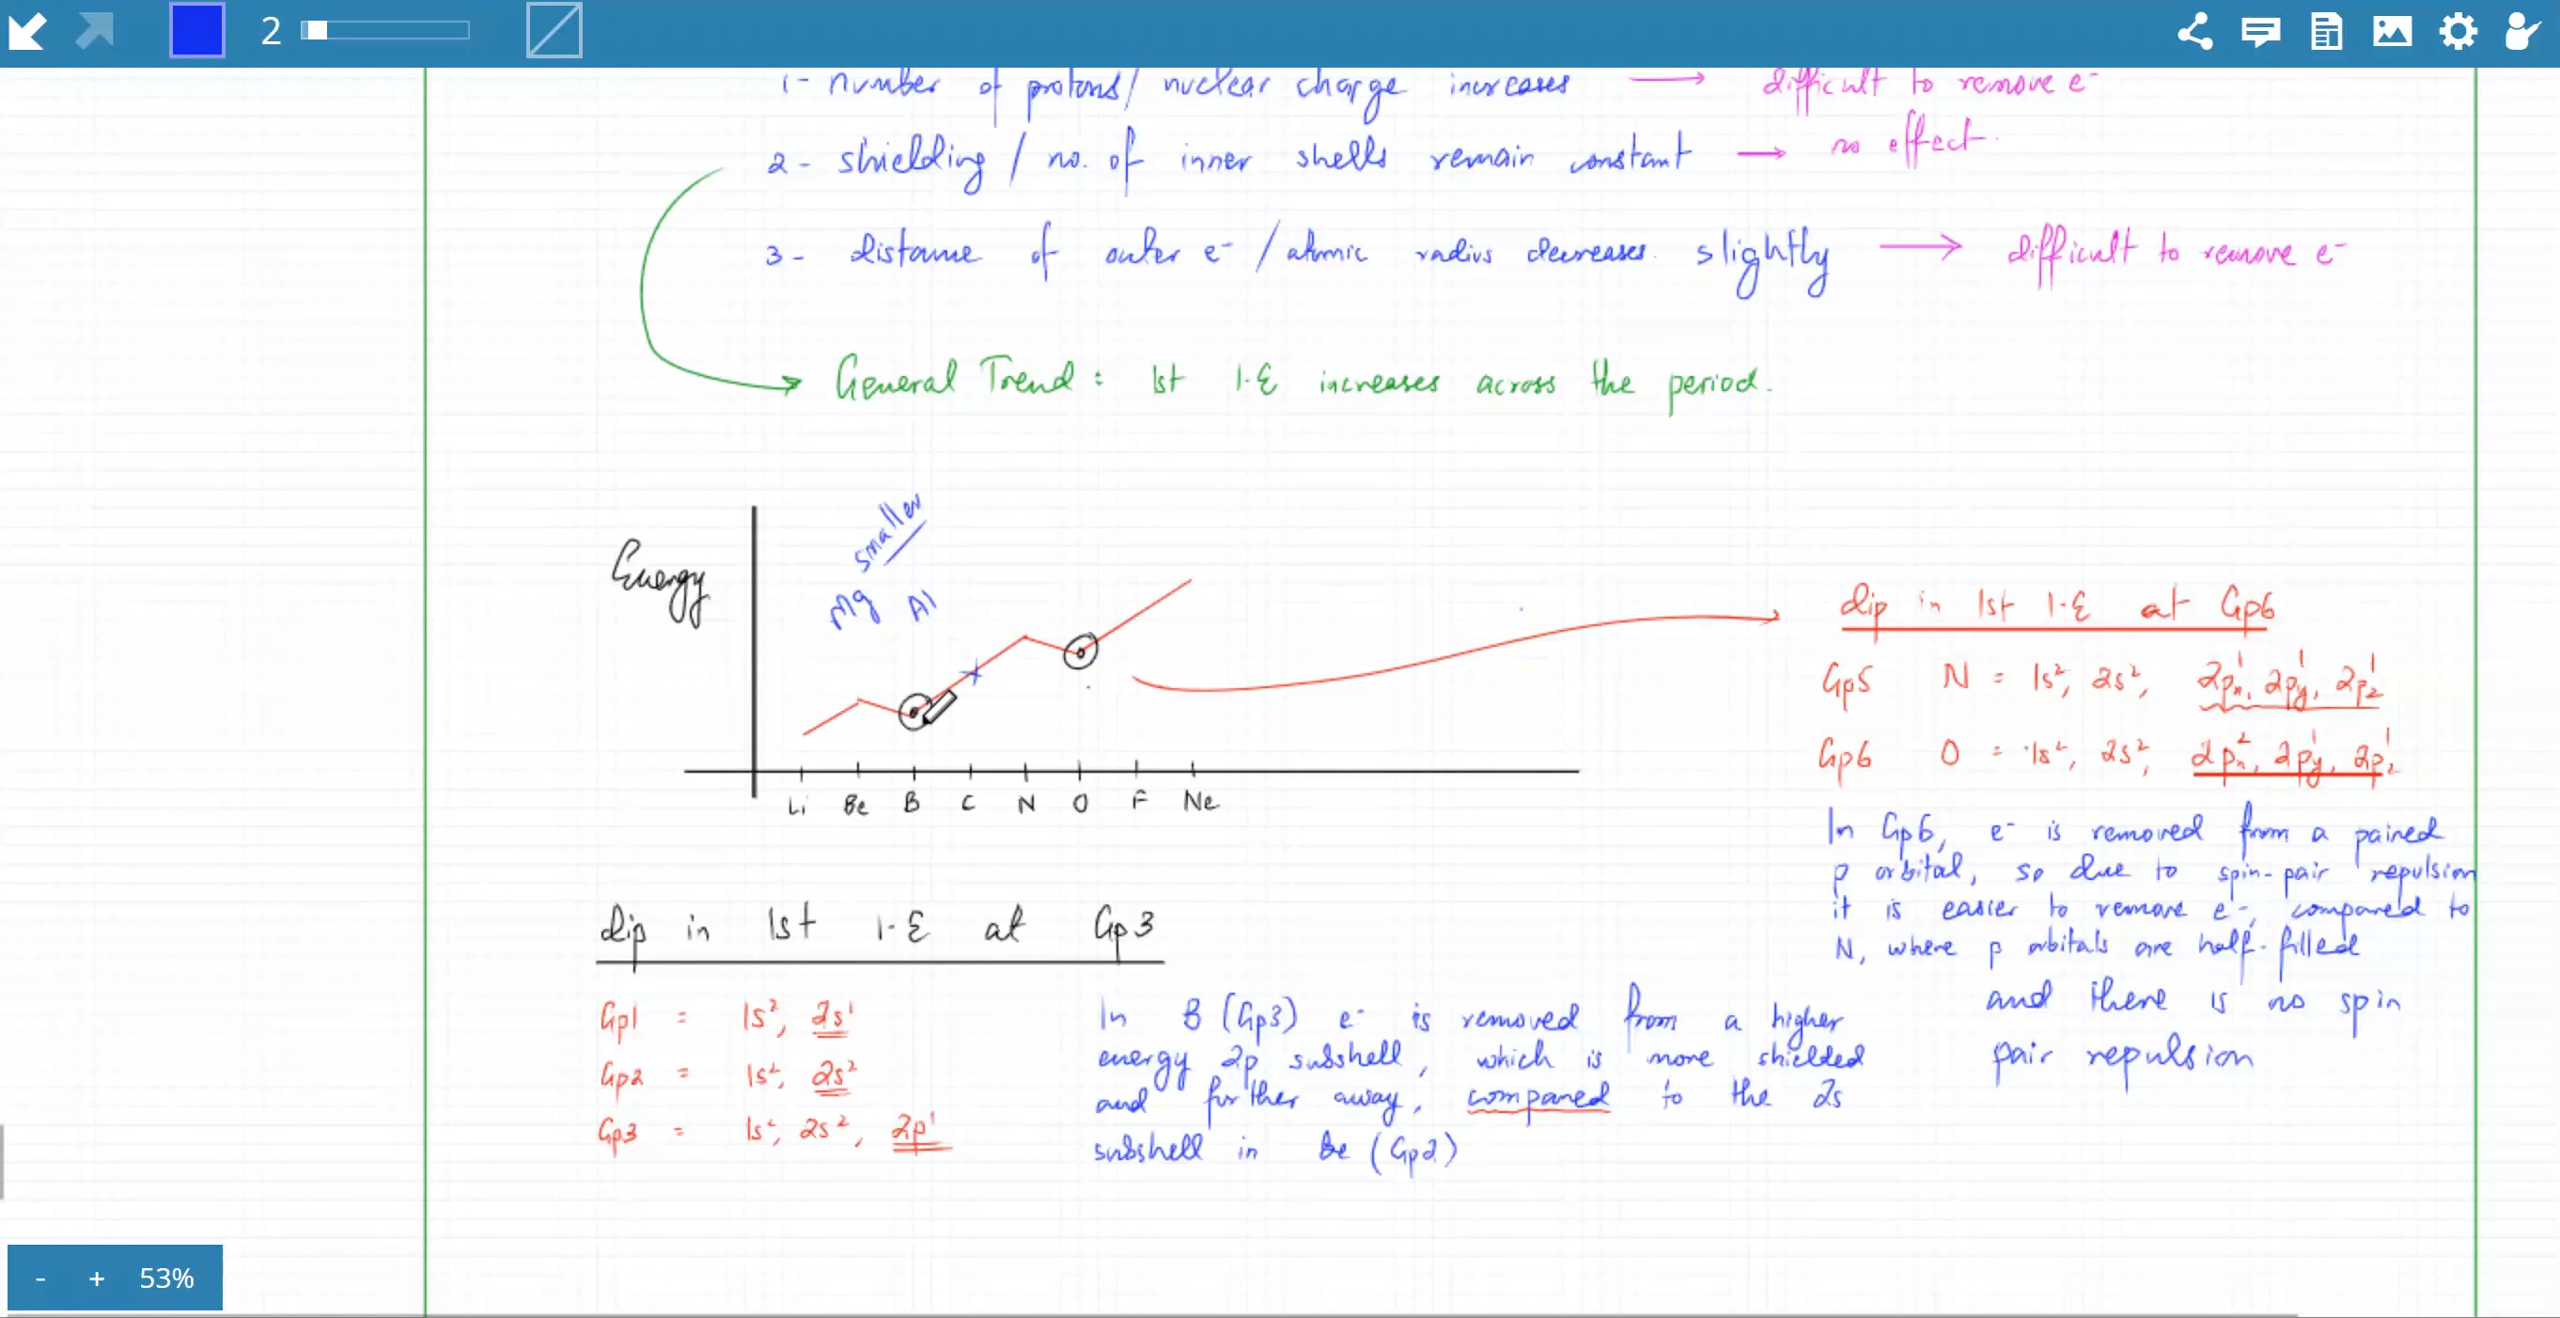 2
1- number of protons/ nuclear charge increases → difficult to remove e⁻
2- shielding / no. of inner shells remain constant → no effect.
3- distance of outer e⁻ / atomic radius decreases. slightly → difficult to remove e⁻
General Trend: 1st I.E increases across the period.
Energy
smaller
Mg Al
Li Be B C N O F Ne
dip in 1st I-E at Gp6
Gp5 N = 1s², 2s², 2px¹, 2py¹, 2pz¹
Gp6 O = 1s², 2s², 2px², 2py¹, 2pz¹
In Gp6, e⁻ is removed from a paired
p orbital, so due to spin-pair repulsion
it is easier to remove e⁻, compared to
N, where p orbitals are half-filled
and there is no spin
pair repulsion
dip in 1st I-E at Gp3
Gp1 = 1s², 2s¹
Gp2 = 1s², 2s²
Gp3 = 1s², 2s², 2p¹
In B (Gp3) e⁻ is removed from a higher
energy 2p subshell, which is more shielded
and further away, compared to the 2s
subshell in Be (Gp2)
- + 53%